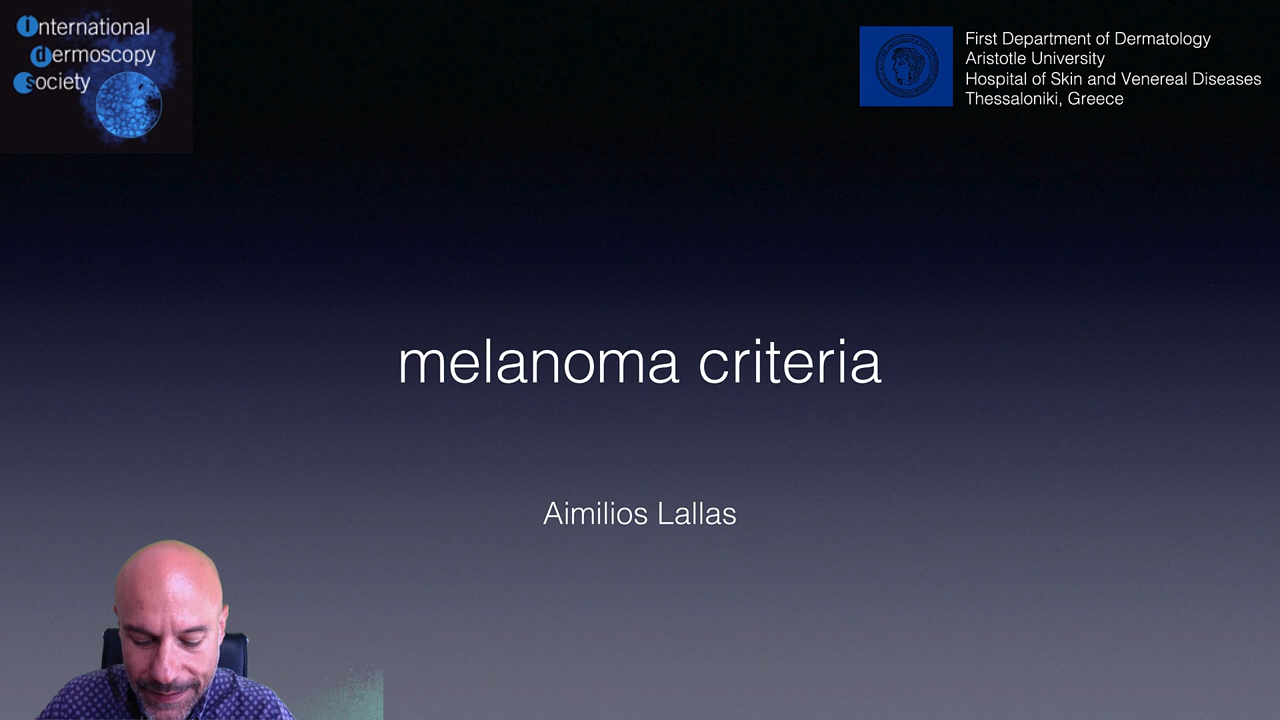 international
dermoscopy
society
First Department of Dermatology
Aristotle University
Hospital of Skin and Venereal Diseases
Thessaloniki, Greece
melanoma criteria
Aimilios Lallas